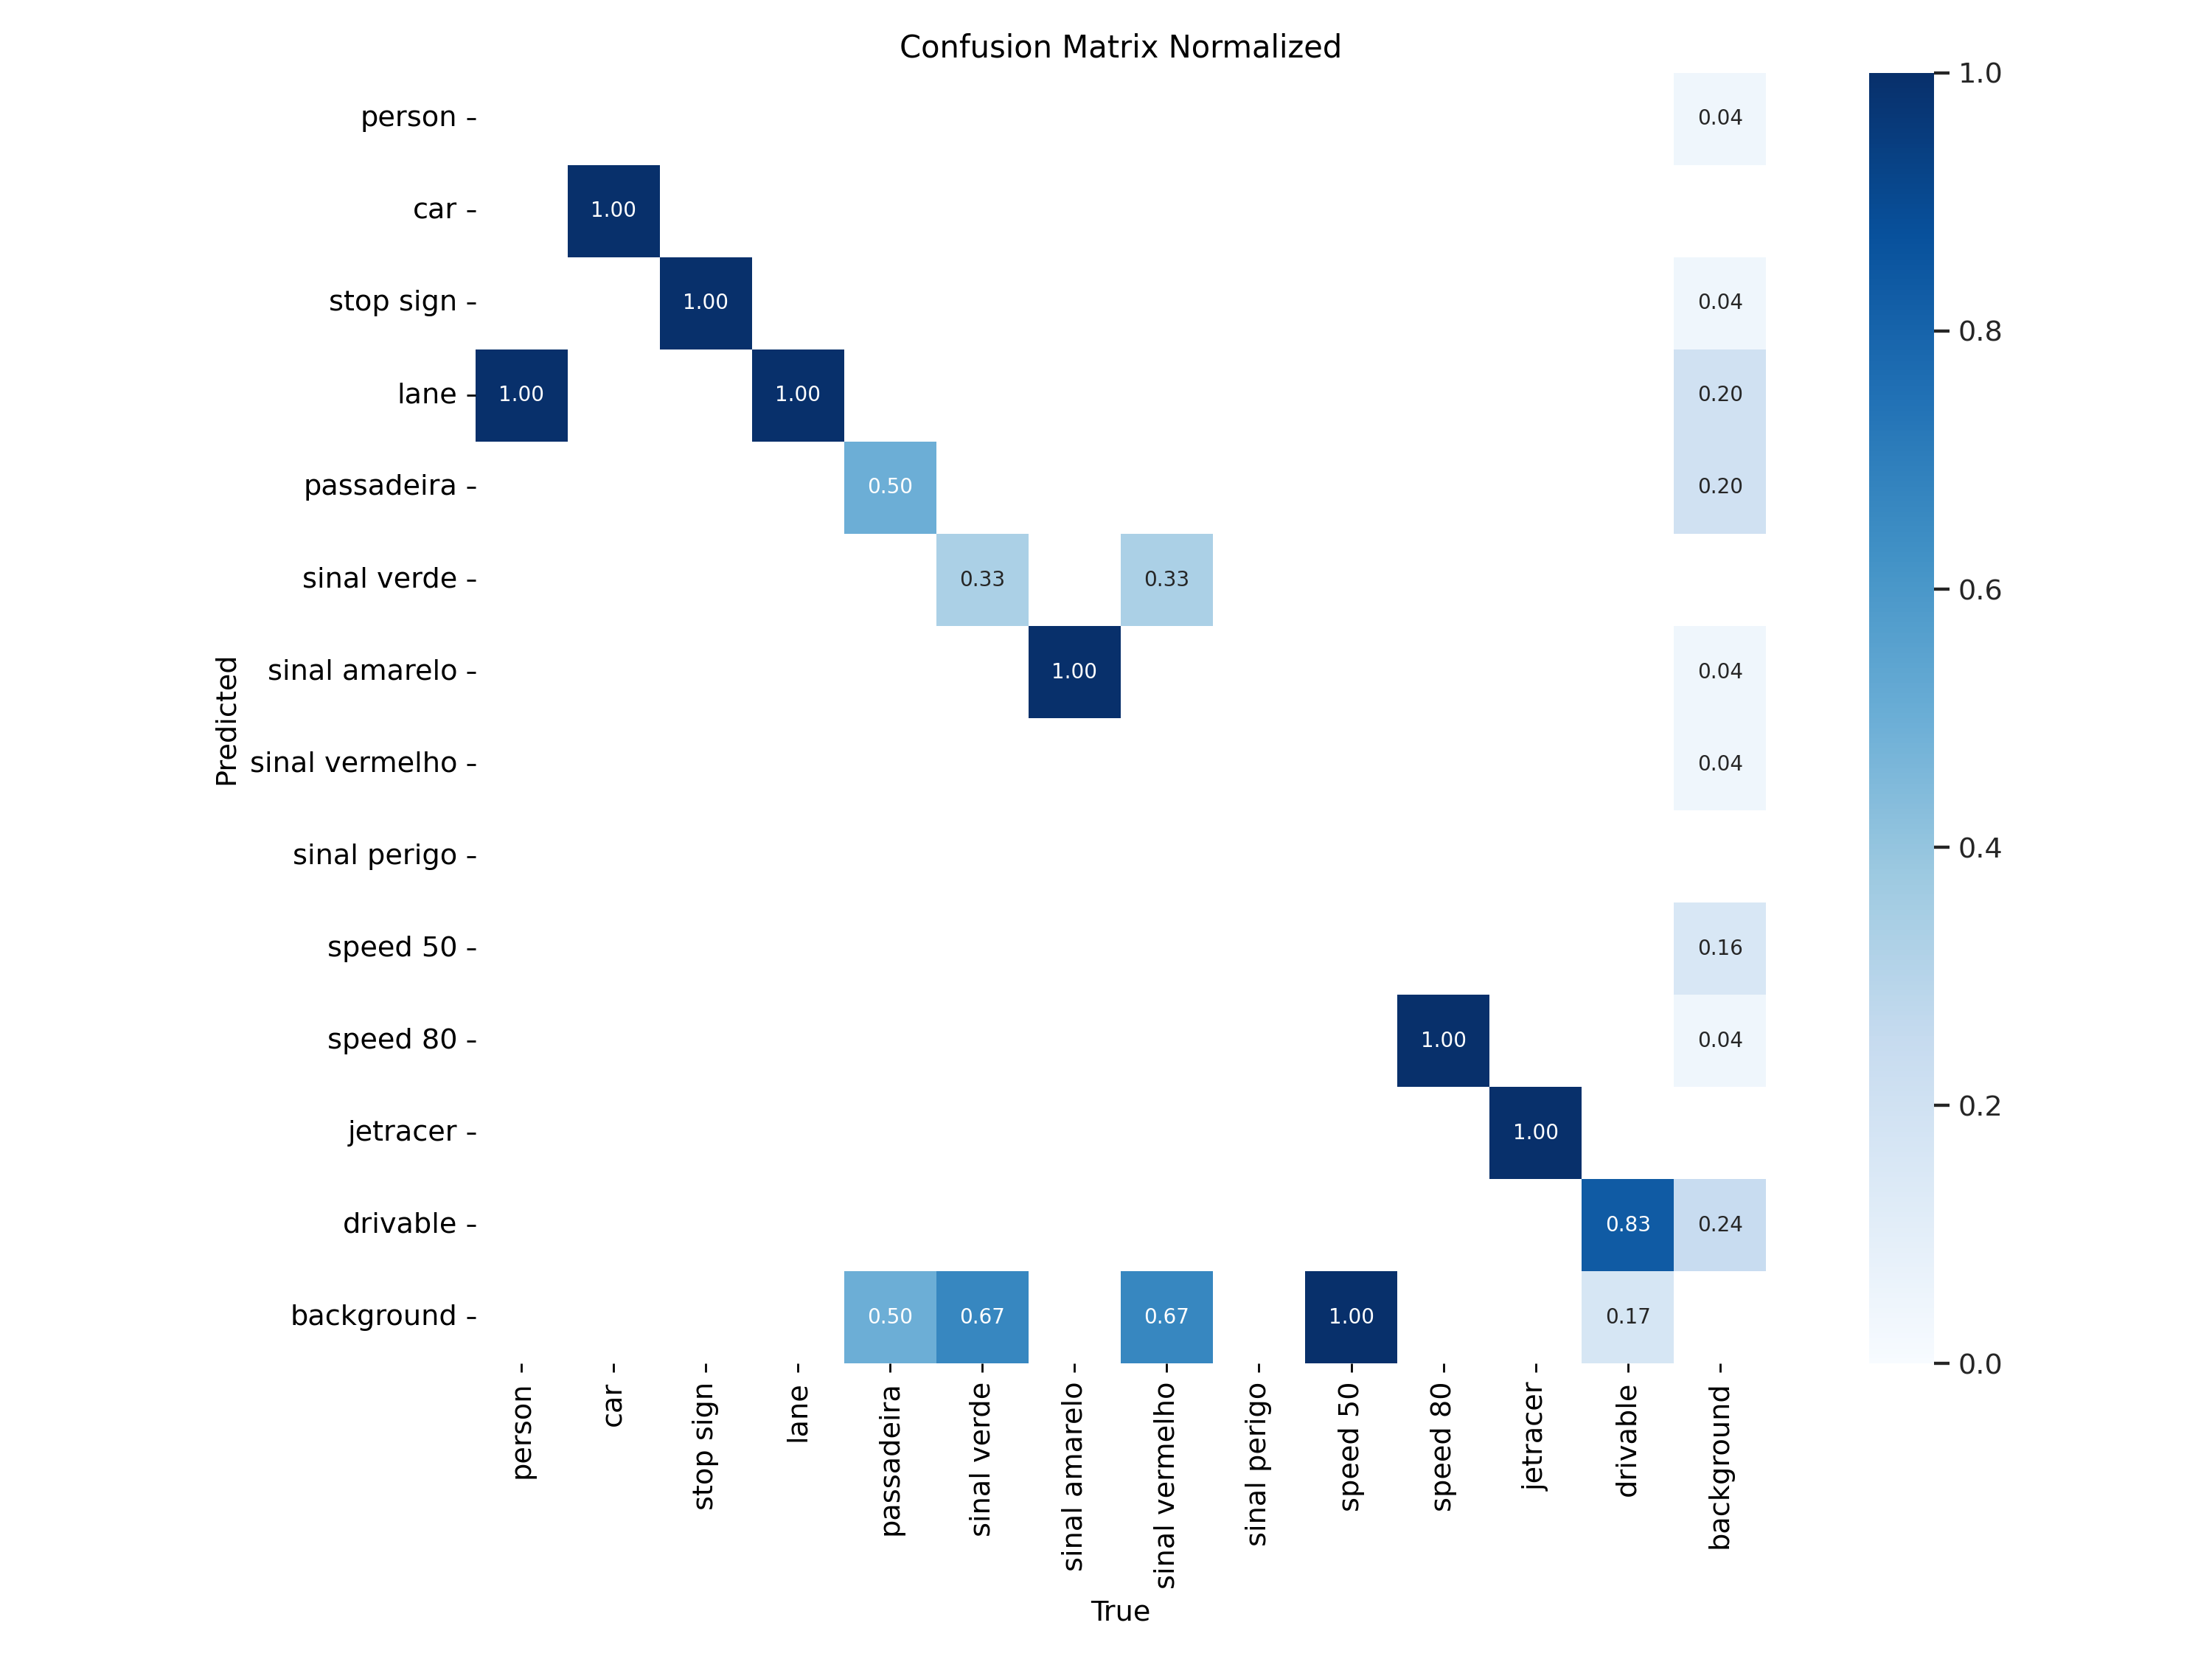 Confusion Matrix Normalized
person 0.04
car 1.00
stop sign 1.00 0.04
lane 1.00 1.00 0.20
passadeira 0.50 0.20
sinal verde 0.33 0.33
sinal amarelo 1.00 0.04
sinal vermelho 0.04
sinal perigo
speed 50 0.16
speed 80 1.00 0.04
jetracer 1.00
drivable 0.83 0.24
background 0.50 0.67 0.67 1.00 0.17
Predicted
person car stop sign lane passadeira sinal verde sinal amarelo sinal vermelho sinal perigo speed 50 speed 80 jetracer drivable background
True
1.0
0.8
0.6
0.4
0.2
0.0